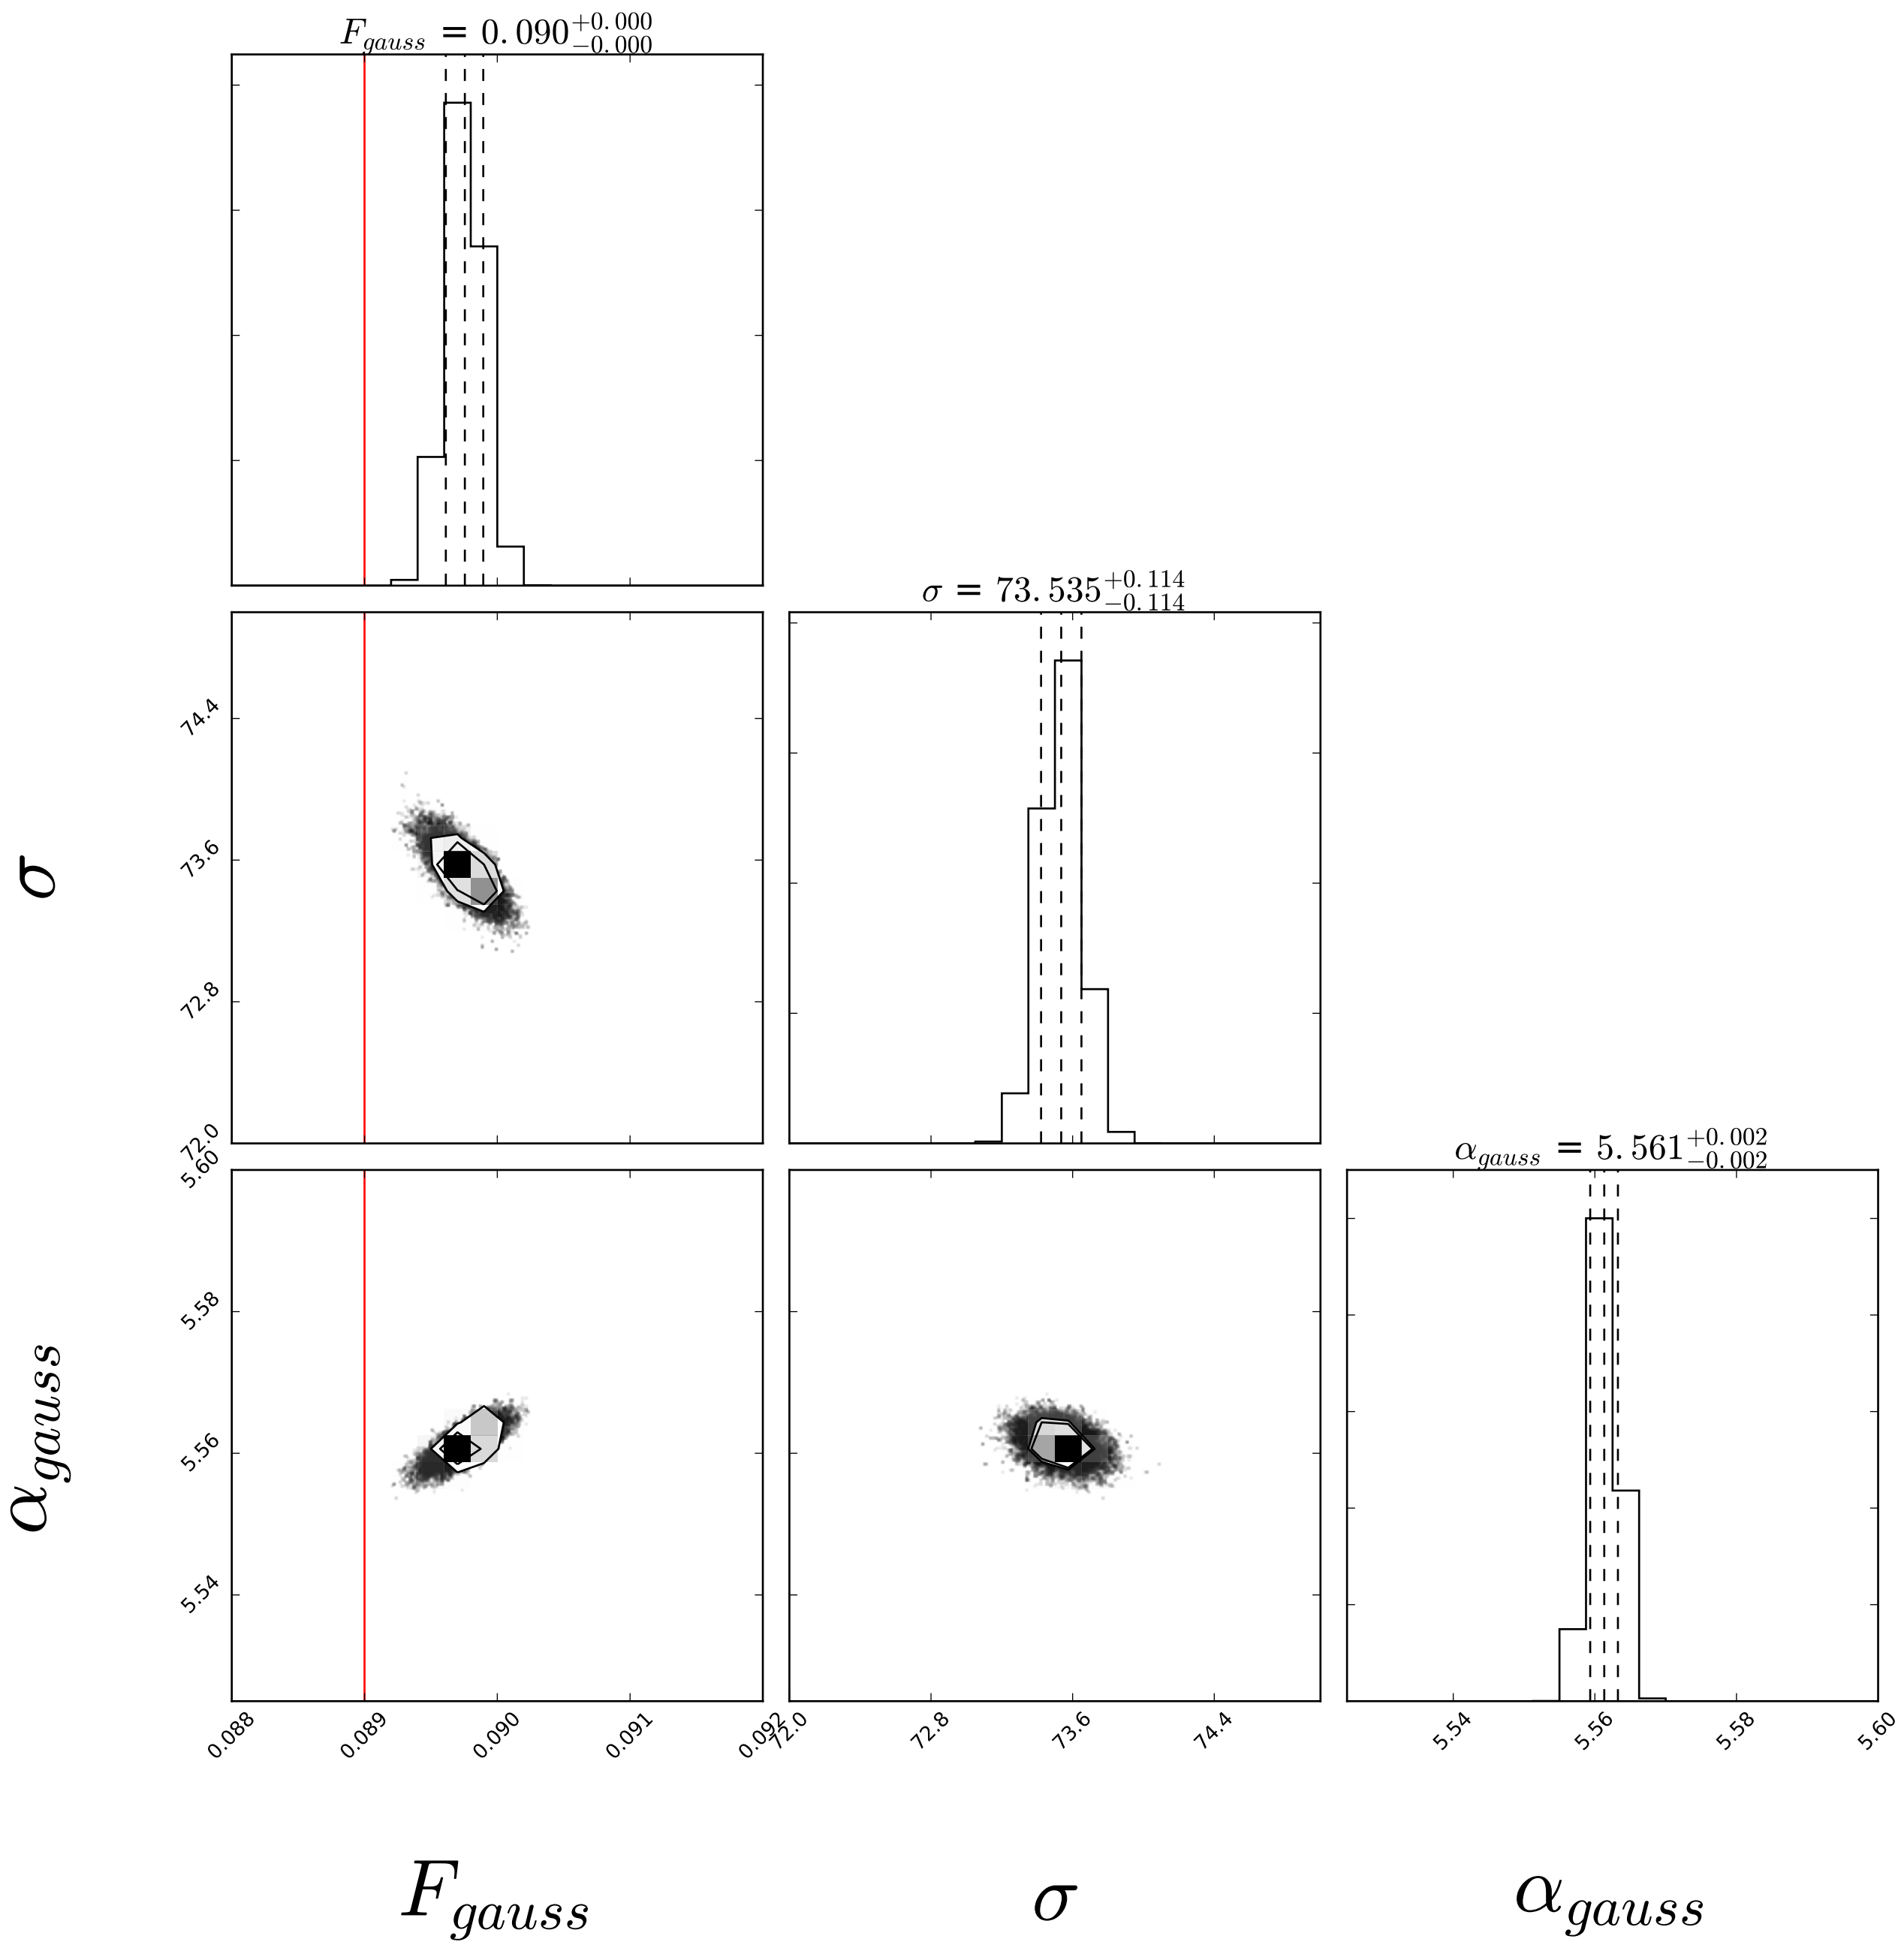 F_gauss = 0.090 +0.000 −0.000
σ = 73.535 +0.114 −0.114
74.4
73.6
72.8
72.0
σ
α_gauss = 5.561 +0.002 −0.002
5.60
5.58
5.56
5.54
α_gauss
0.088 0.089 0.090 0.091 0.092 72.0 72.8 73.6 74.4 5.54 5.56 5.58 5.60
F_gauss σ α_gauss